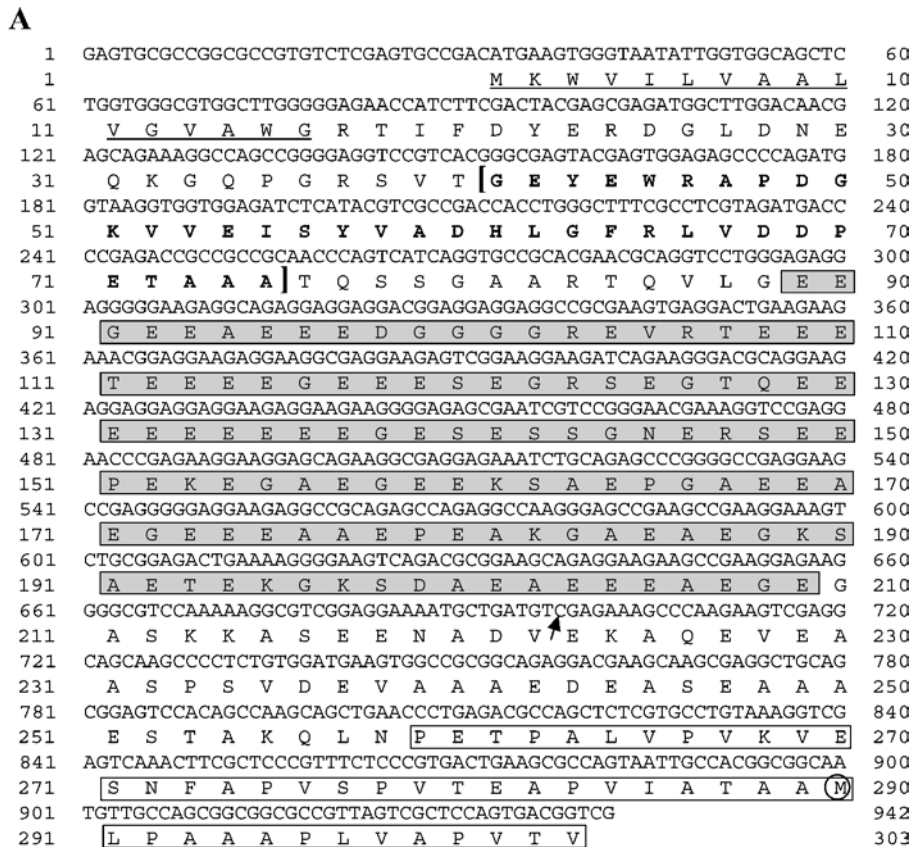 A
1 GAGTGCGCCGGCGCCGTGTCTCGAGTGCCGACATGAAGTGGGTAATATTGGTGGCAGCTC 60
1 M K W V I L V A A L 10
61 TGGTGGGCGTGGCTTGGGGGAGAACCATCTTCGACTACGAGCGAGATGGCTTGGACAACG 120
11 V G V A W G R T I F D Y E R D G L D N E 30
121 AGCAGAAAGGCCAGCCGGGGAGGTCCGTCACGGGCGAGTACGAGTGGAGAGCCCCAGATG 180
31 Q K G Q P G R S V T [G E Y E W R A P D G 50
181 GTAAGGTGGTGGAGATCTCATACGTCGCCGACCACCTGGGCTTTCGCCTCGTAGATGACC 240
51 K V V E I S Y V A D H L G F R L V D D P 70
241 CCGAGACCGCCGCCGCAACCCAGTCATCAGGTGCCGCACGAACGCAGGTCCTGGGAGAGG 300
71 E T A A A] T Q S S G A A R T Q V L G E E 90
301 AGGGGGAAGAGGCAGAGGAGGAGGACGGAGGAGGAGGCCGCGAAGTGAGGACTGAAGAAG 360
91 G E E A E E E D G G G G R E V R T E E E 110
361 AAACGGAGGAAGAGGAAGGCGAGGAAGAGTCGGAAGGAAGATCAGAAGGGACGCAGGAAG 420
111 T E E E E G E E E S E G R S E G T Q E E 130
421 AGGAGGAGGAGGAAGAGGAAGAAGGGGAGAGCGAATCGTCCGGGAACGAAAGGTCCGAGG 480
131 E E E E E E E G E S E S S G N E R S E E 150
481 AACCCGAGAAGGAAGGAGCAGAAGGCGAGGAGAAATCTGCAGAGCCCGGGGCCGAGGAAG 540
151 P E K E G A E G E E K S A E P G A E E A 170
541 CCGAGGGGGAGGAAGAGGCCGCAGAGCCAGAGGCCAAGGGAGCCGAAGCCGAAGGAAAGT 600
171 E G E E E A A E P E A K G A E A E G K S 190
601 CTGCGGAGACTGAAAAGGGGAAGTCAGACGCGGAAGCAGAGGAAGAAGCCGAAGGAGAAG 660
191 A E T E K G K S D A E A E E E A E G E G 210
661 GGGCGTCCAAAAAGGCGTCGGAGGAAAATGCTGATGTCGAGAAAGCCCAAGAAGTCGAGG 720
211 A S K K A S E E N A D V E K A Q E V E A 230
721 CAGCAAGCCCCTCTGTGGATGAAGTGGCCGCGGCAGAGGACGAAGCAAGCGAGGCTGCAG 780
231 A S P S V D E V A A A E D E A S E A A A 250
781 CGGAGTCCACAGCCAAGCAGCTGAACCCTGAGACGCCAGCTCTCGTGCCTGTAAAGGTCG 840
251 E S T A K Q L N P E T P A L V P V K V E 270
841 AGTCAAACTTCGCTCCCGTTTCTCCCGTGACTGAAGCGCCAGTAATTGCCACGGCGGCAA 900
271 S N F A P V S P V T E A P V I A T A A M 290
901 TGTTGCCAGCGGCGGCGCCGTTAGTCGCTCCAGTGACGGTCG 942
291 L P A A A P L V A P V T V 303